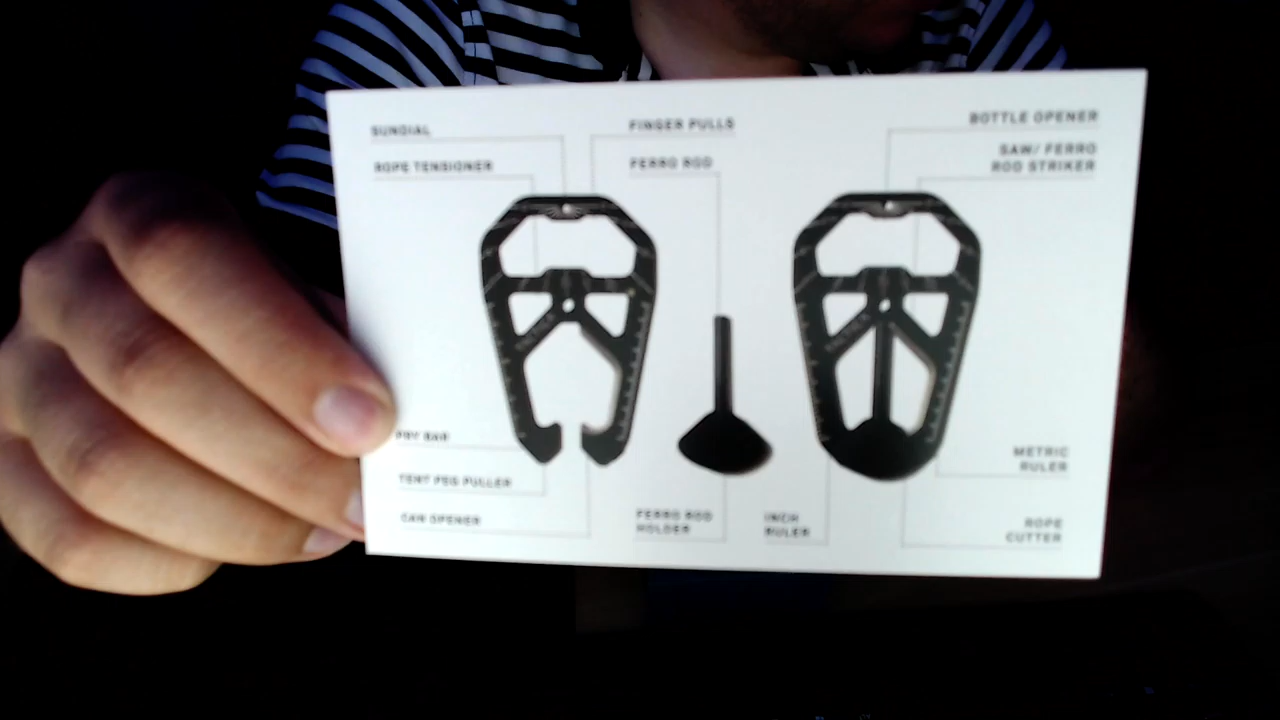 SUNDIAL
FINGER PULLS
BOTTLE OPENER
ROPE TENSIONER
FERRO ROD
SAW/ FERRO
ROD STRIKER
PRY BAR
TENT PEG PULLER
CAN OPENER
FERRO ROD
HOLDER
INCH
RULER
METRIC
RULER
ROPE
CUTTER